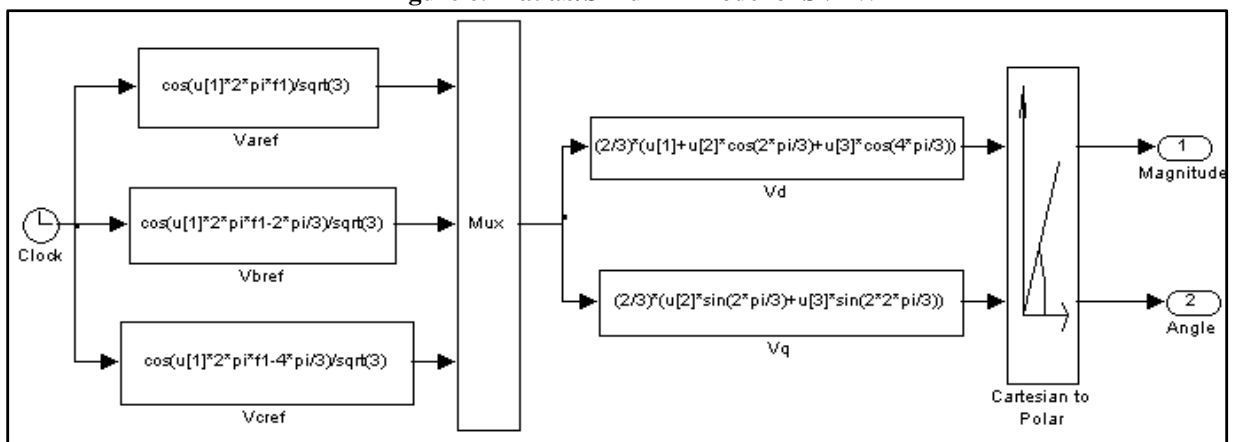 cos(u[1]*2*pi*f1)/sqrt(3)
Varef
cos(u[1]*2*pi*f1-2*pi/3)/sqrt(3)
Vbref
cos(u[1]*2*pi*f1-4*pi/3)/sqrt(3)
Vcref
Clock
Mux
(2/3)*(u[1]+u[2]*cos(2*pi/3)+u[3]*cos(4*pi/3))
Vd
(2/3)*(u[2]*sin(2*pi/3)+u[3]*sin(2*2*pi/3))
Vq
Cartesian to
Polar
1
Magnitude
2
Angle